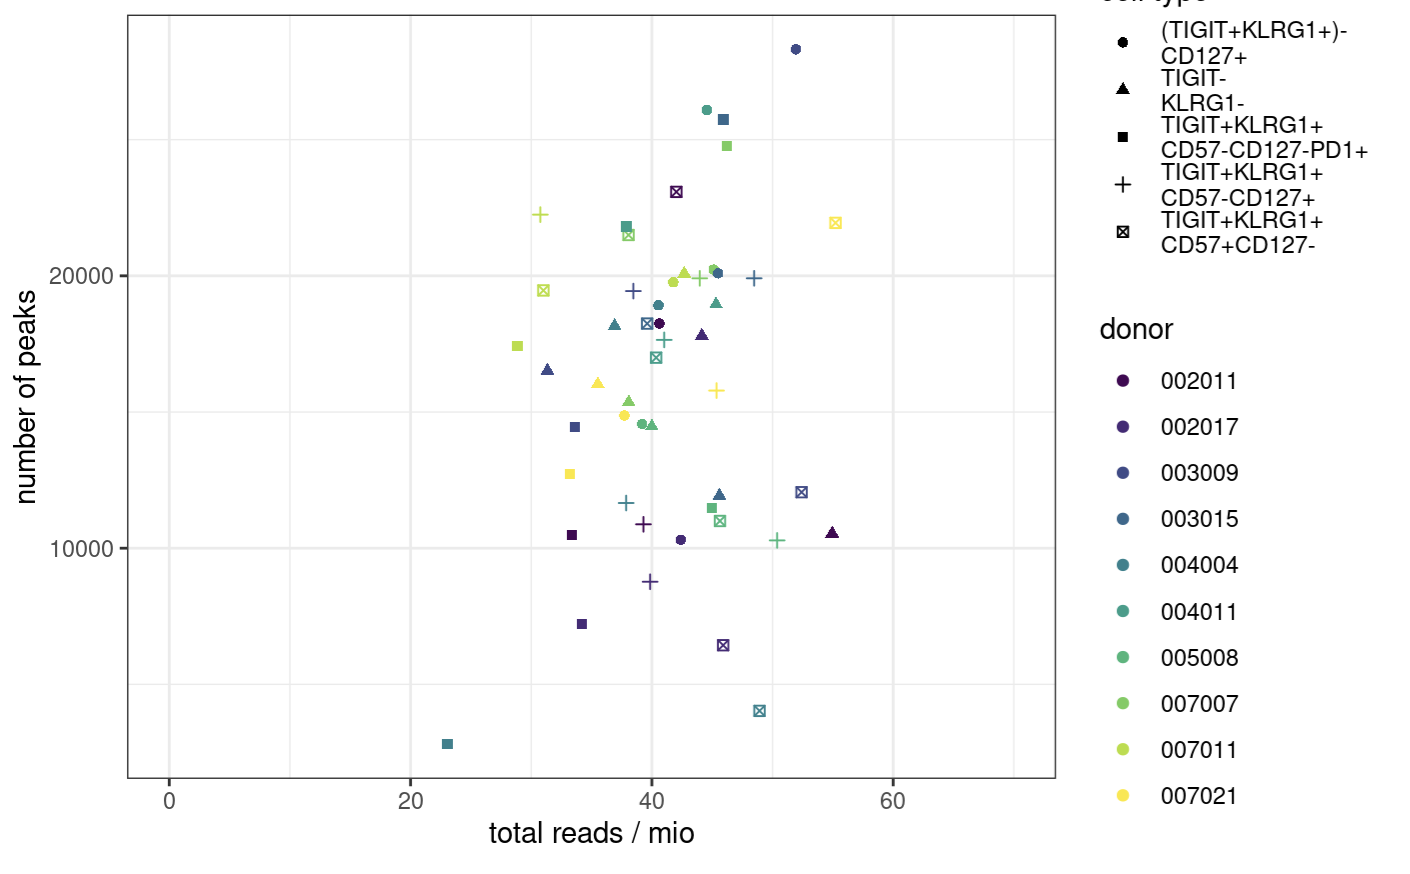 cell type
(TIGIT+KLRG1+)-
CD127+
TIGIT-
KLRG1-
TIGIT+KLRG1+
CD57-CD127-PD1+
TIGIT+KLRG1+
CD57-CD127+
TIGIT+KLRG1+
CD57+CD127-
donor
002011
002017
003009
003015
004004
004011
005008
007007
007011
007021
number of peaks
20000
10000
0
20
40
60
total reads / mio